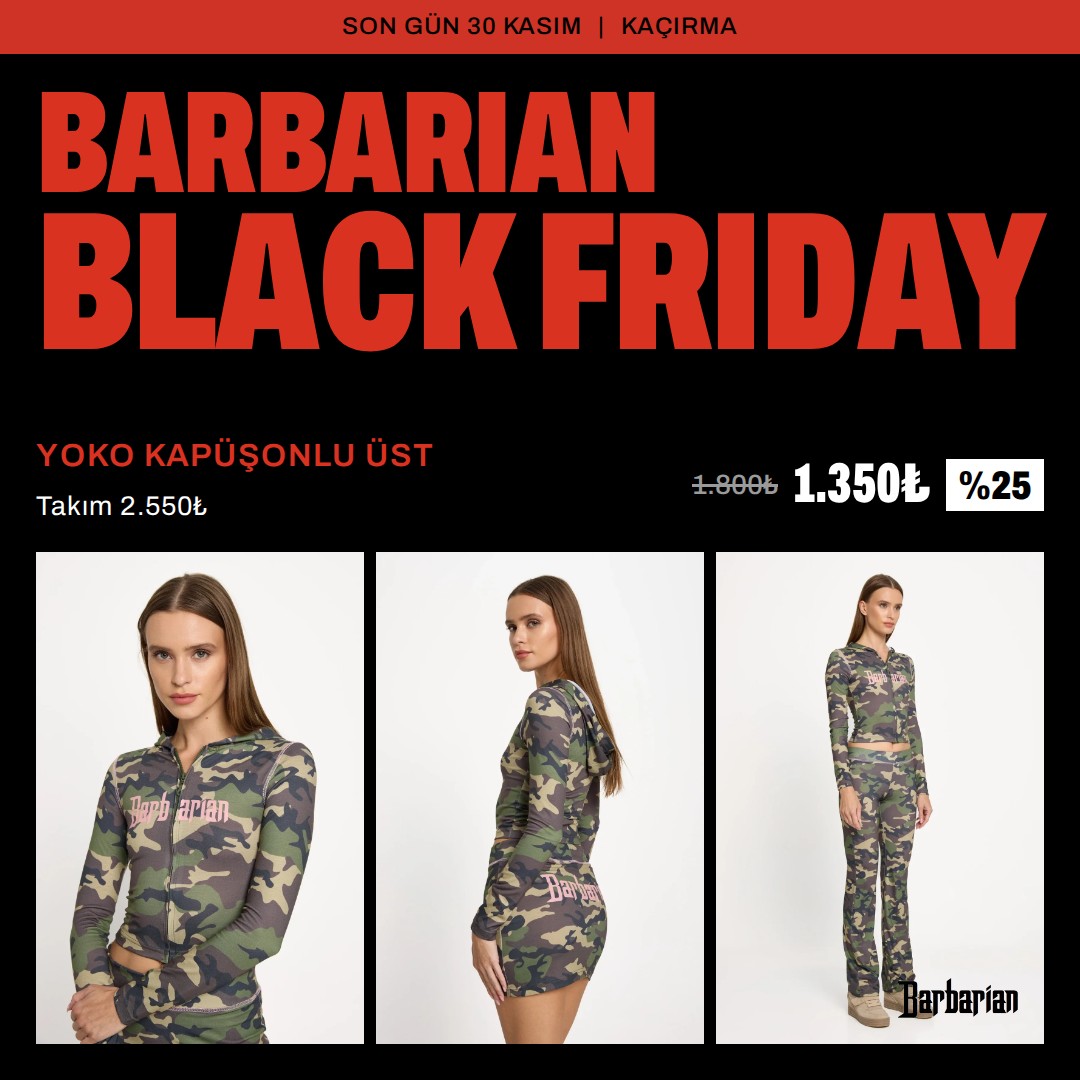 SON GÜN 30 KASIM | KAÇIRMA
BARBARIAN
BLACK FRIDAY
YOKO KAPÜŞONLU ÜST
Takım 2.550₺
1.800₺ 1.350₺ %25
Barbarian
Barbarian
Barbarian
Barbarian